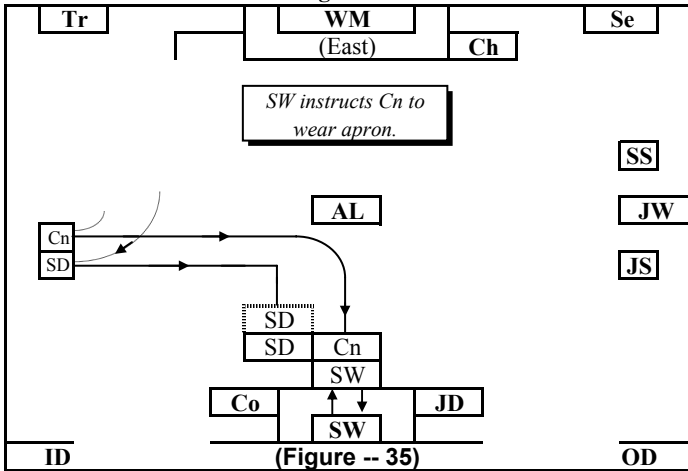 Tr WM Se
(East) Ch
SW instructs Cn to
wear apron.
SS
AL JW
Cn
SD JS
SD
SD Cn
SW
Co JD
SW
ID (Figure -- 35) OD